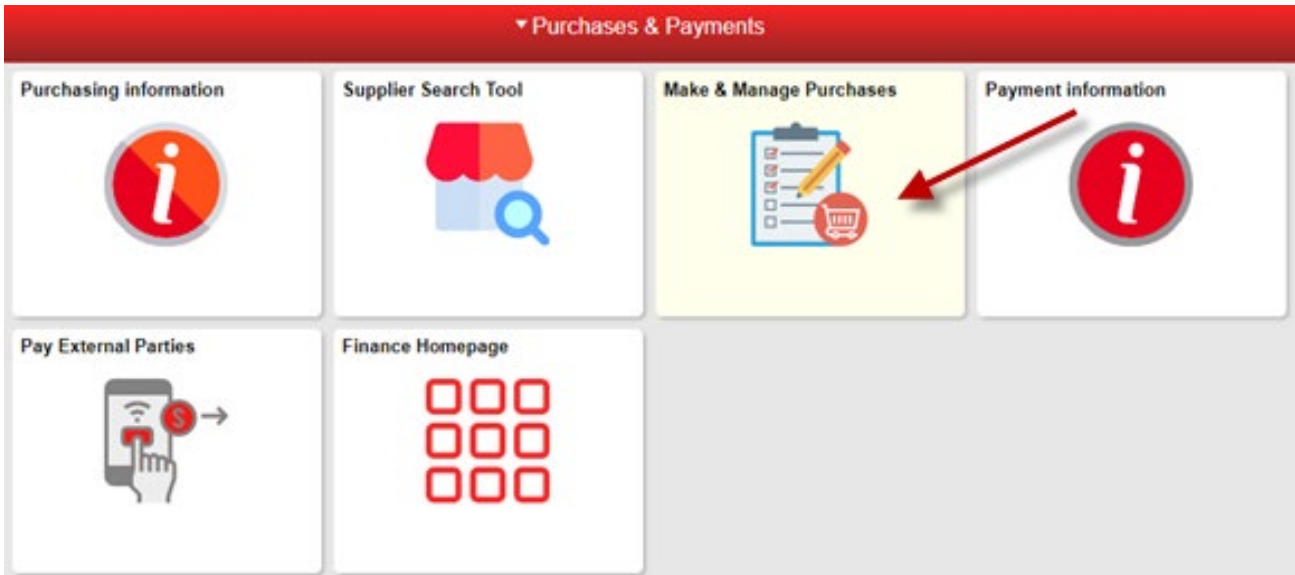 Purchases & Payments
Purchasing information
Supplier Search Tool
Make & Manage Purchases
Payment information
i
i
Pay External Parties
Finance Homepage
$